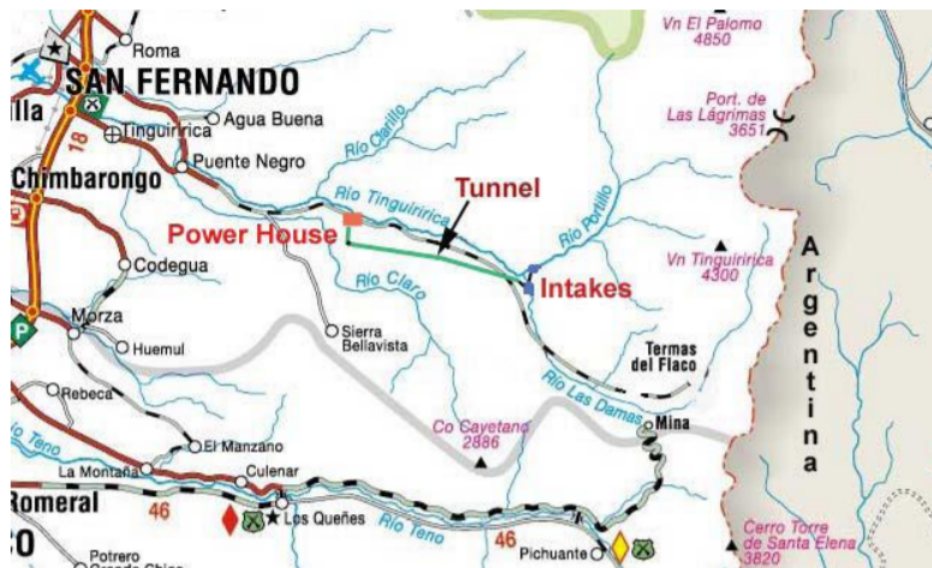 Roma
Vn El Palomo
4850
SAN FERNANDO
lla
Agua Buena
Tinguiririca
18
Río Clarillo
Port. de
Las Lágrimas
3651
Puente Negro
Chimbarongo
Río Tinguiririca
Tunnel
Río Portillo
Power House
Argentina
Vn Tinguiririca
4300
Codegua
Río Claro
Intakes
P
Morza
Huemul
Sierra
Bellavista
Termas
del Flaco
Rebeca
Río Las Damas
Mina
Co Cayetano
2886
ío Teno
El Manzano
La Montaña
Culenar
Romeral
46
Los Queñes
Río Teno
46
Pichuante
Cerro Torre
de Santa Elena
3820
O
Potrero